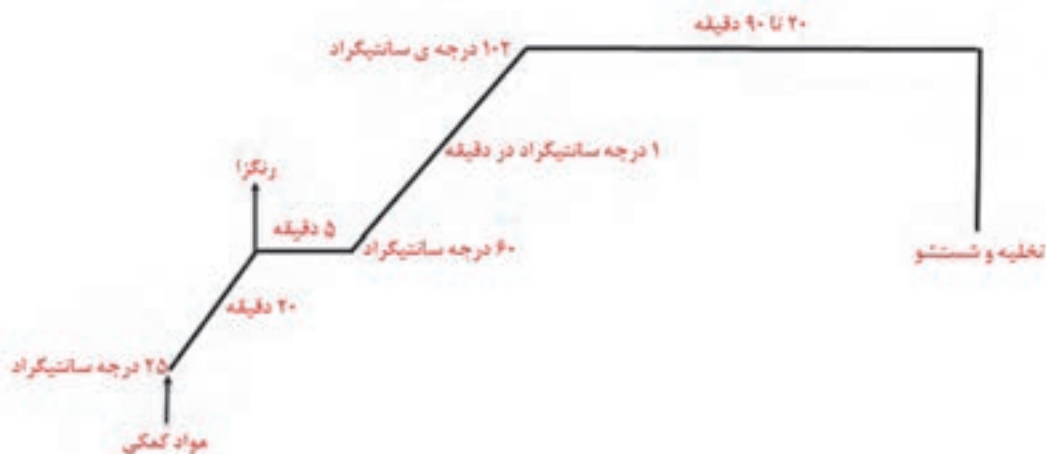 ۲۰ تا ۹۰ دقیقه
۱۰۲ درجه ی سانتیگراد
۱ درجه سانتیگراد در دقیقه
رنگزا
۵ دقیقه
۶۰ درجه سانتیگراد
تخلیه و شستشو
۲۰ دقیقه
۲۵ درجه سانتیگراد
مواد کمکی